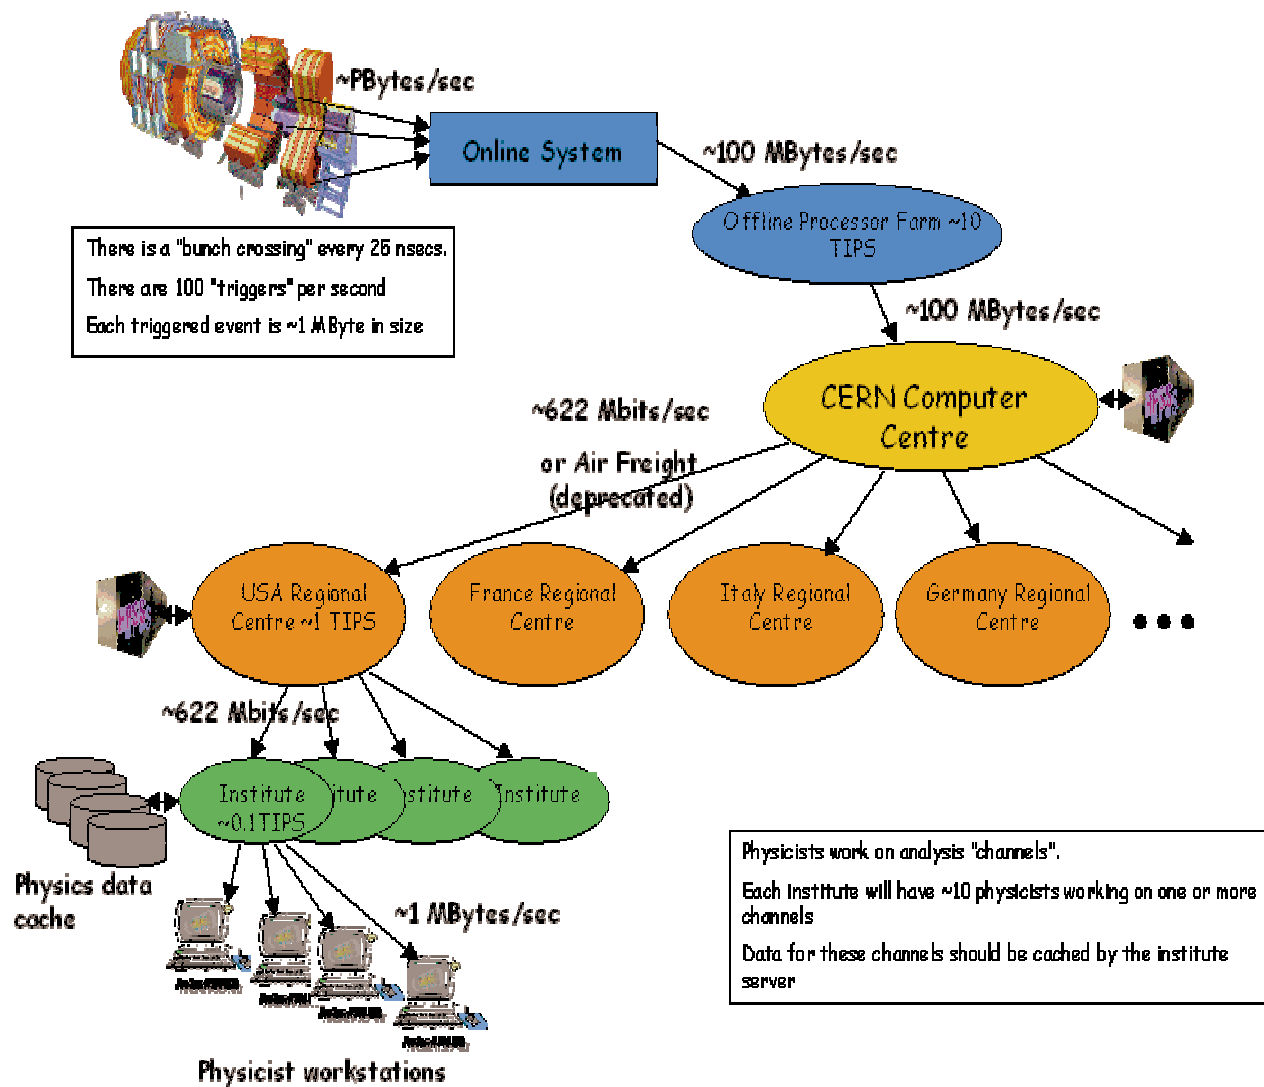 ~PBytes/sec
Online System
~100 MBytes/sec
Offline Processor Farm ~10
TIPS
There is a "bunch crossing" every 25 nsecs.
There are 100 "triggers" per second
Each triggered event is ~1 MByte in size
~100 MBytes/sec
CERN Computer
Centre
~622 Mbits/sec
or Air Freight
(deprecated)
USA Regional
Centre ~1 TIPS
France Regional
Centre
Italy Regional
Centre
Germany Regional
Centre
~622 Mbits/sec
Institute
~0.1TIPS
itute
stitute
Institute
Physics data
cache
~1 MBytes/sec
Physicist workstations
Physicists work on analysis "channels".
Each institute will have ~10 physicists working on one or more
channels
Data for these channels should be cached by the institute
server